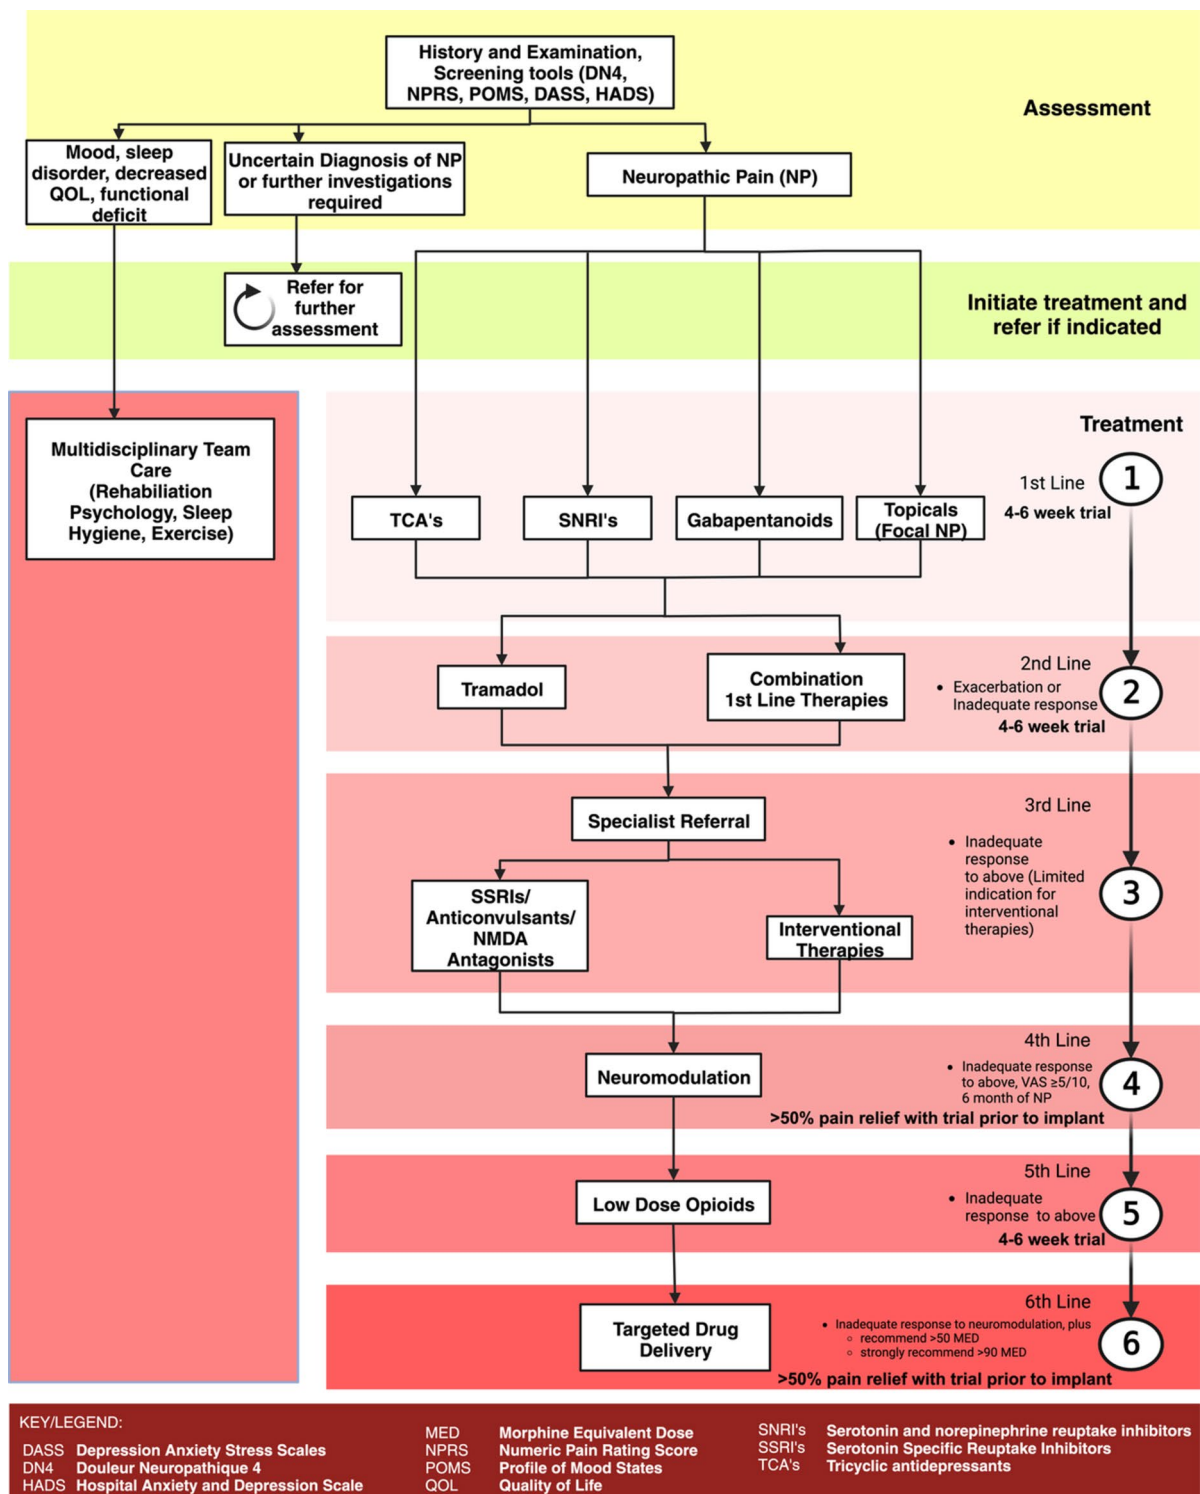 History and Examination,
Screening tools (DN4,
NPRS, POMS, DASS, HADS)
Assessment
Mood, sleep
disorder, decreased
QOL, functional
deficit
Uncertain Diagnosis of NP
or further investigations
required
Neuropathic Pain (NP)
Refer for
further
assessment
Initiate treatment and
refer if indicated
Multidisciplinary Team
Care
(Rehabiliation
Psychology, Sleep
Hygiene, Exercise)
Treatment
1st Line
4-6 week trial
1
TCA's
SNRI's
Gabapentanoids
Topicals
(Focal NP)
Tramadol
Combination
1st Line Therapies
2nd Line
• Exacerbation or
Inadequate response
4-6 week trial
2
Specialist Referral
SSRIs/
Anticonvulsants/
NMDA
Antagonists
Interventional
Therapies
3rd Line
• Inadequate
response
to above (Limited
indication for
interventional
therapies)
3
Neuromodulation
4th Line
• Inadequate response
to above, VAS ≥5/10,
6 month of NP
>50% pain relief with trial prior to implant
4
Low Dose Opioids
5th Line
• Inadequate
response to above
4-6 week trial
5
Targeted Drug
Delivery
6th Line
• Inadequate response to neuromodulation, plus
○ recommend >50 MED
○ strongly recommend >90 MED
>50% pain relief with trial prior to implant
6
KEY/LEGEND:
DASS Depression Anxiety Stress Scales
DN4 Douleur Neuropathique 4
HADS Hospital Anxiety and Depression Scale
MED Morphine Equivalent Dose
NPRS Numeric Pain Rating Score
POMS Profile of Mood States
QOL Quality of Life
SNRI's Serotonin and norepinephrine reuptake inhibitors
SSRI's Serotonin Specific Reuptake Inhibitors
TCA's Tricyclic antidepressants